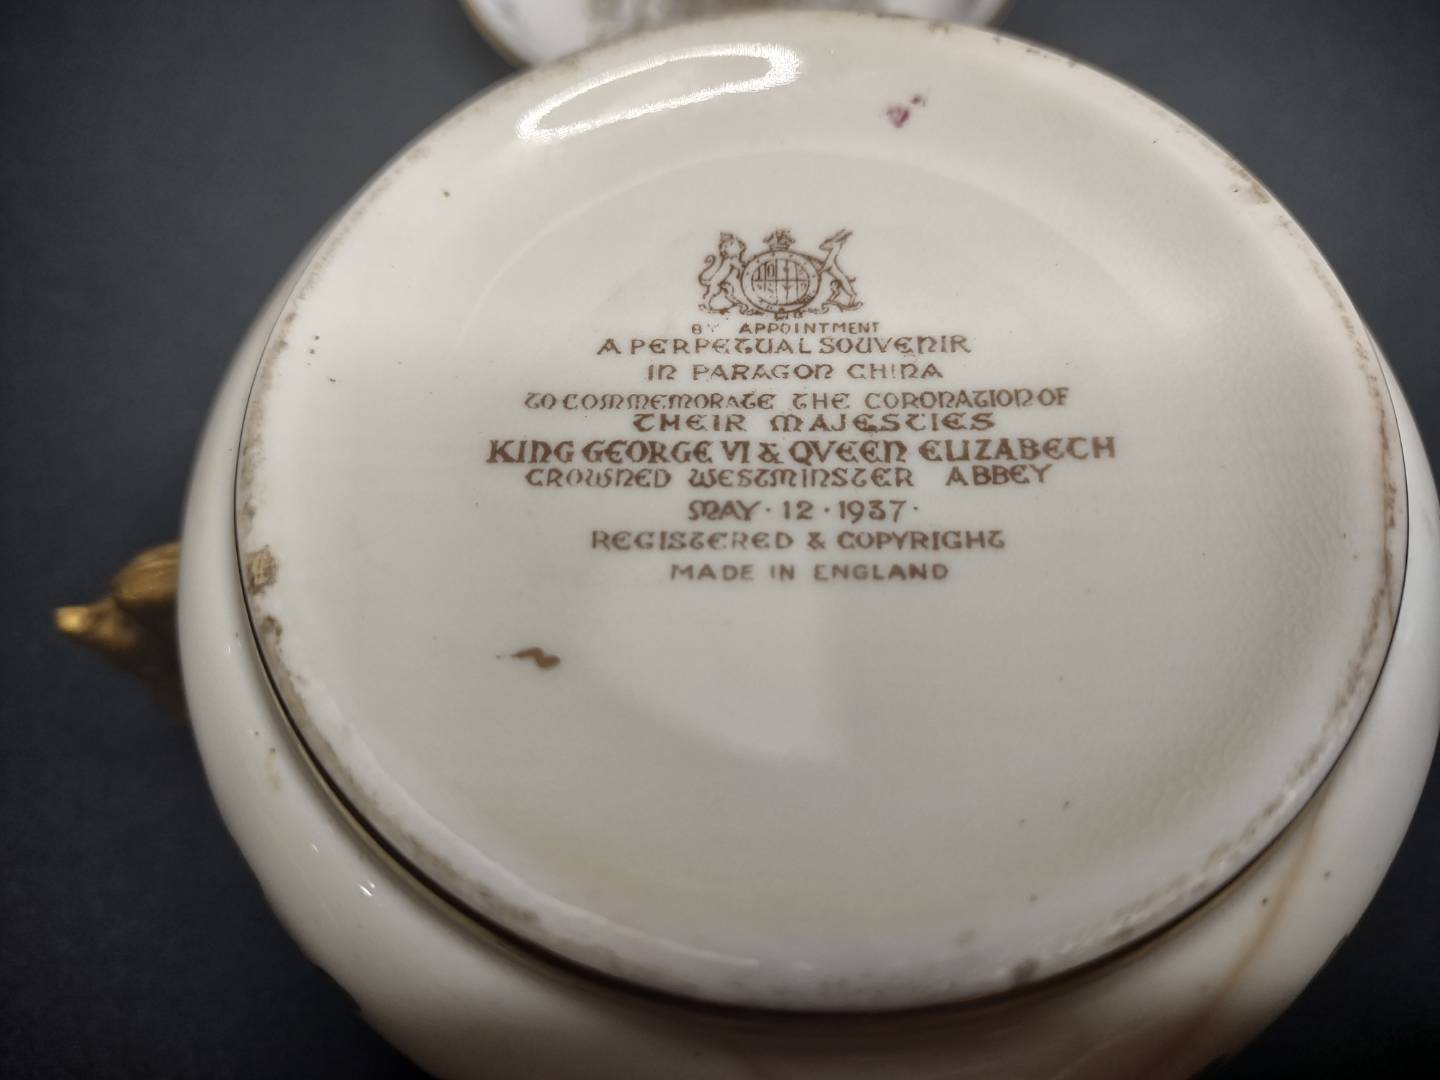 BY APPOINTMENT
A PERPETUAL SOUVENIR
IN PARAGON CHINA
TO COMMEMORATE THE CORONATION OF
THEIR MAJESTIES
KING GEORGE VI & QVEEN ELIZABETH
CROWNED WESTMINSTER ABBEY
MAY · 12 · 1937 ·
REGISTERED & COPYRIGHT
MADE IN ENGLAND